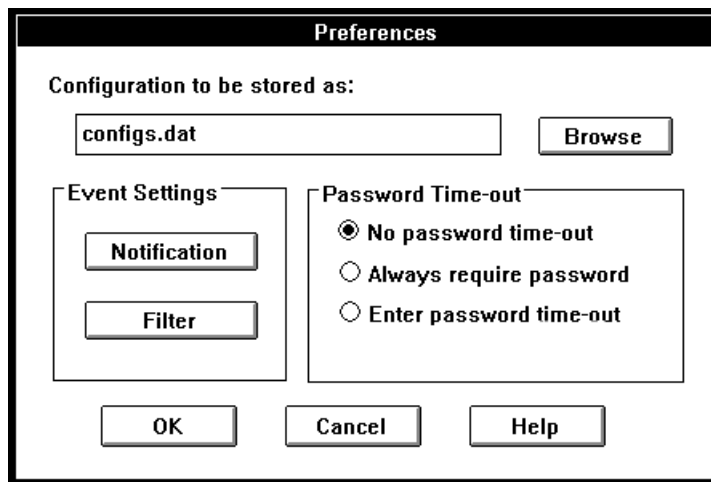 Preferences
Configuration to be stored as:
configs.dat
Browse
Event Settings
Notification
Filter
Password Time-out
No password time-out
Always require password
Enter password time-out
OK
Cancel
Help